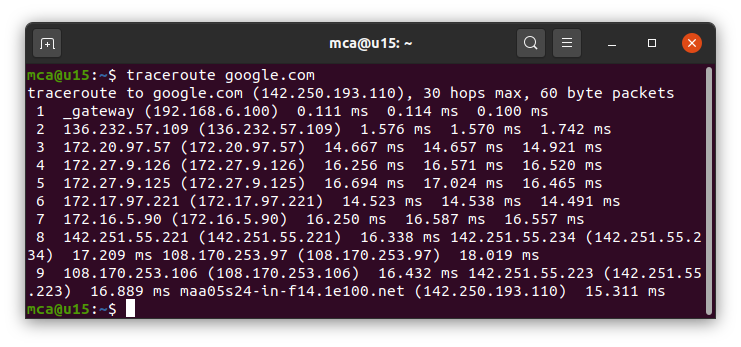 mca@u15: ~
mca@u15:~$ traceroute google.com
traceroute to google.com (142.250.193.110), 30 hops max, 60 byte packets
 1  _gateway (192.168.6.100)  0.111 ms  0.114 ms  0.100 ms
 2  136.232.57.109 (136.232.57.109)  1.576 ms  1.570 ms  1.742 ms
 3  172.20.97.57 (172.20.97.57)  14.667 ms  14.657 ms  14.921 ms
 4  172.27.9.126 (172.27.9.126)  16.256 ms  16.571 ms  16.520 ms
 5  172.27.9.125 (172.27.9.125)  16.694 ms  17.024 ms  16.465 ms
 6  172.17.97.221 (172.17.97.221)  14.523 ms  14.538 ms  14.491 ms
 7  172.16.5.90 (172.16.5.90)  16.250 ms  16.587 ms  16.557 ms
 8  142.251.55.221 (142.251.55.221)  16.338 ms 142.251.55.234 (142.251.55.2
34)  17.209 ms 108.170.253.97 (108.170.253.97)  18.019 ms
 9  108.170.253.106 (108.170.253.106)  16.432 ms 142.251.55.223 (142.251.55
.223)  16.889 ms maa05s24-in-f14.1e100.net (142.250.193.110)  15.311 ms
mca@u15:~$